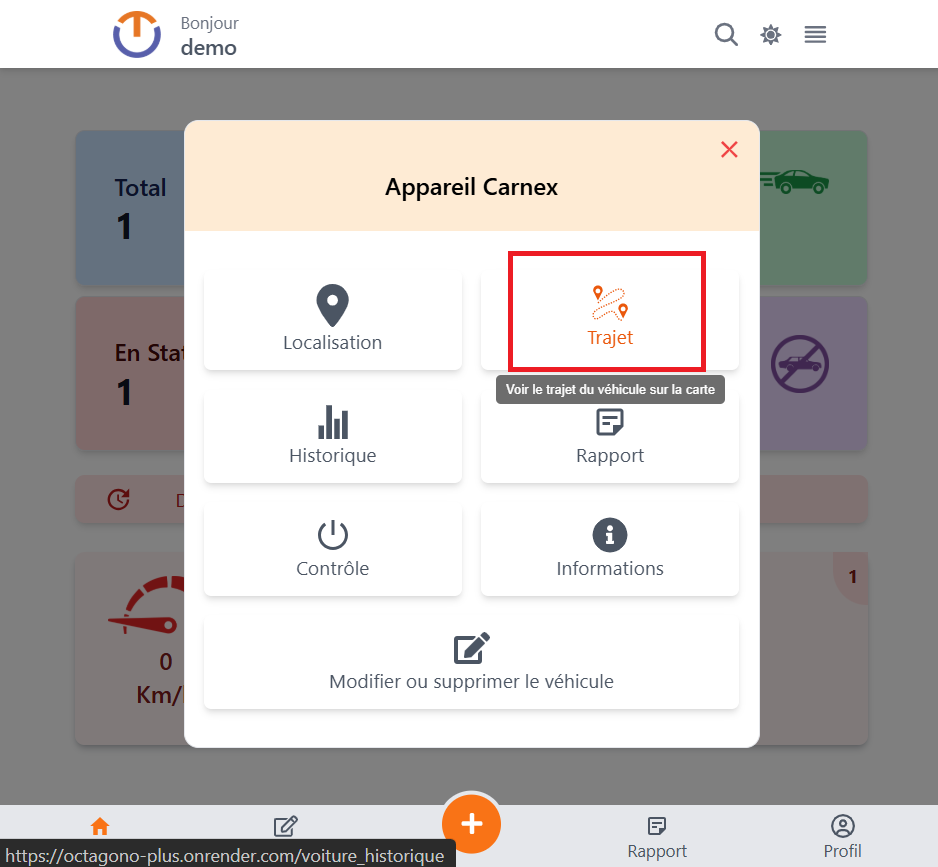 Bonjour
demo
Total
1
Appareil Carnex
En Stat
1
Localisation
Trajet
Voir le trajet du véhicule sur la carte
Historique
Rapport
D
Contrôle
Informations
1
0
Km/
Modifier ou supprimer le véhicule
Rapport
Profil
https://octagono-plus.onrender.com/voiture_historique